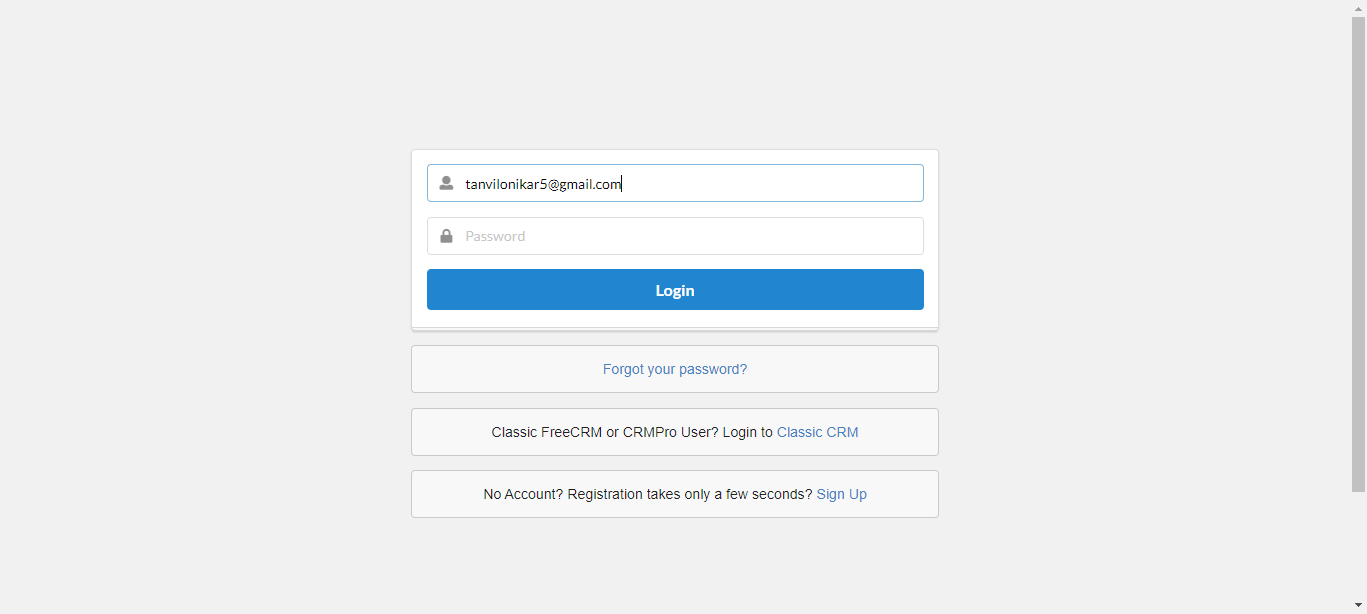 tanvilonikar5@gmail.com
Password
Login
Forgot your password?
Classic FreeCRM or CRMPro User? Login to Classic CRM
No Account? Registration takes only a few seconds? Sign Up